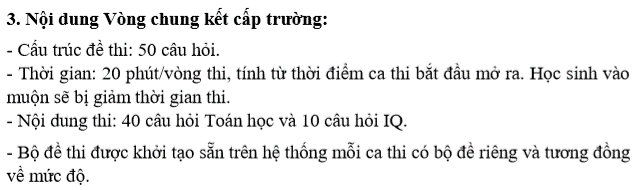 3. Nội dung Vòng chung kết cấp trường:
- Cấu trúc đề thi: 50 câu hỏi.
- Thời gian: 20 phút/vòng thi, tính từ thời điểm ca thi bắt đầu mở ra. Học sinh vào
muộn sẽ bị giảm thời gian thi.
- Nội dung thi: 40 câu hỏi Toán học và 10 câu hỏi IQ.
- Bộ đề thi được khởi tạo sẵn trên hệ thống mỗi ca thi có bộ đề riêng và tương đồng
về mức độ.